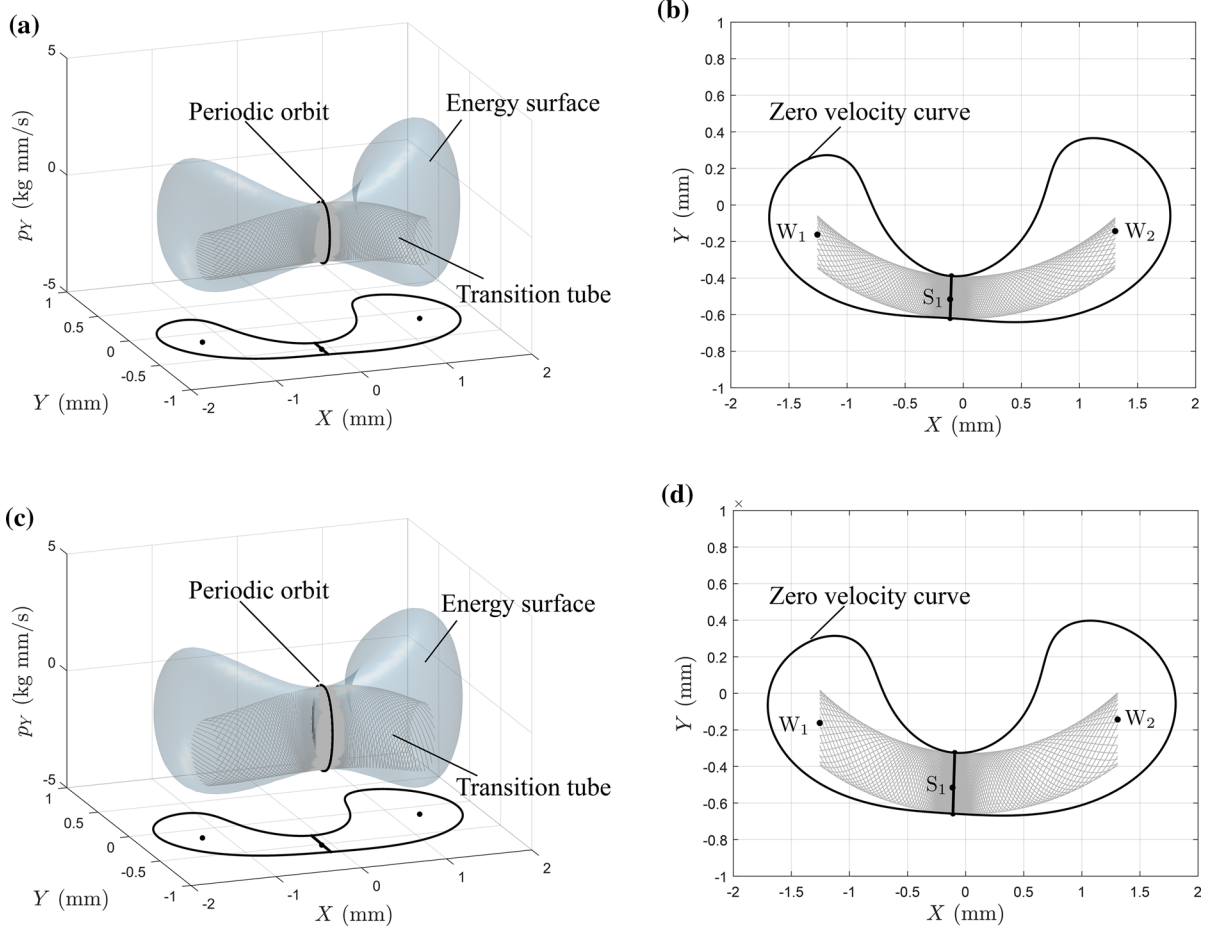 (a)
5
0
-5
p_Y (kg mm/s)
Periodic orbit
Energy surface
Transition tube
1
0.5
0
-0.5
-1
Y (mm)
-2
-1
0
1
2
X (mm)
(b)
1
0.8
0.6
0.4
0.2
0
-0.2
-0.4
-0.6
-0.8
-1
Y (mm)
Zero velocity curve
W₁
W₂
S₁
-2
-1.5
-1
-0.5
0
0.5
1
1.5
2
X (mm)
(c)
5
0
-5
p_Y (kg mm/s)
Periodic orbit
Energy surface
Transition tube
1
0.5
0
-0.5
-1
Y (mm)
-2
-1
0
1
2
X (mm)
(d)
×
1
0.8
0.6
0.4
0.2
0
-0.2
-0.4
-0.6
-0.8
-1
Y (mm)
Zero velocity curve
W₁
W₂
S₁
-2
-1.5
-1
-0.5
0
0.5
1
1.5
2
X (mm)